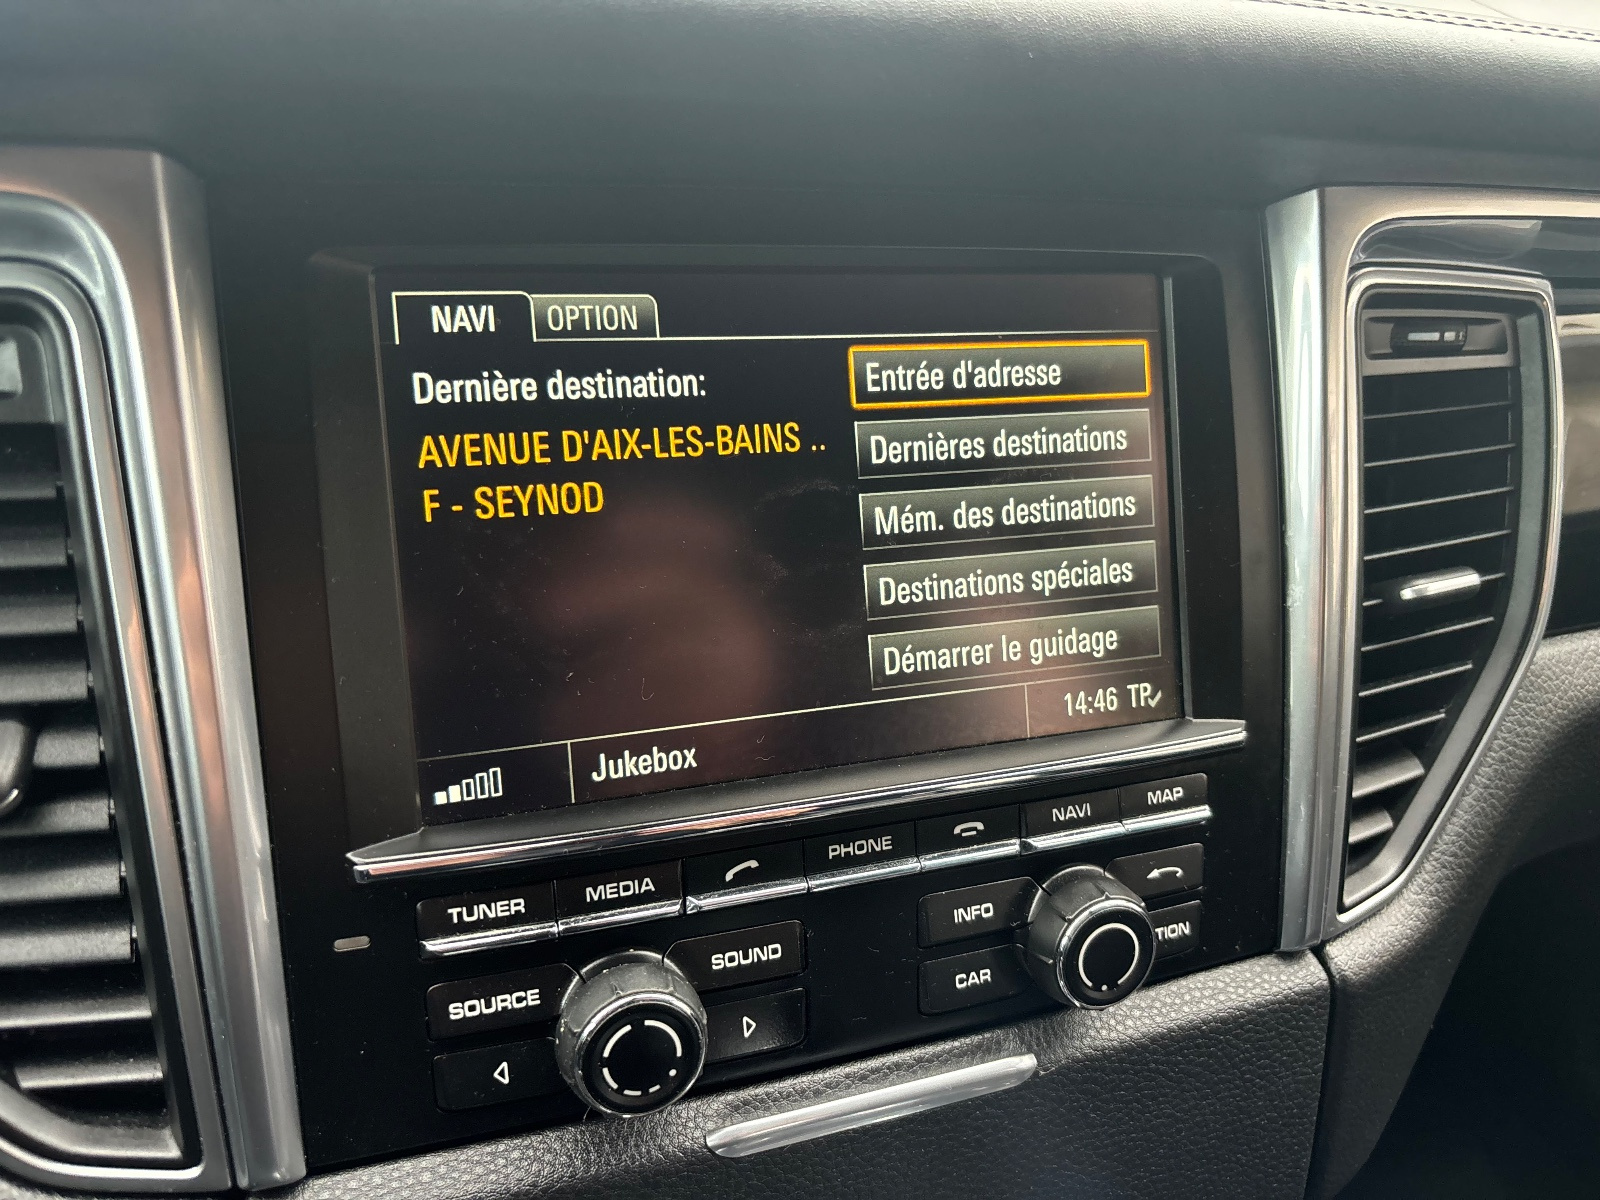 NAVI
OPTION
Dernière destination:
AVENUE D'AIX-LES-BAINS ..
F - SEYNOD
Entrée d'adresse
Dernières destinations
Mém. des destinations
Destinations spéciales
Démarrer le guidage
14:46 TP
Jukebox
TUNER
MEDIA
PHONE
NAVI
MAP
SOURCE
SOUND
INFO
CAR
TION